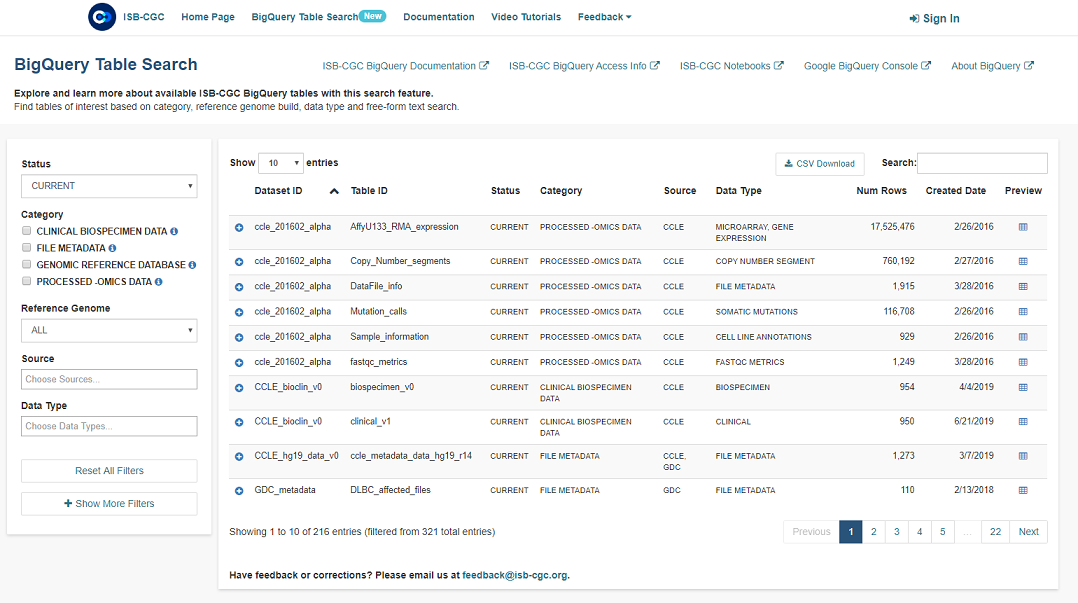 ISB-CGC Home Page BigQuery Table Search New Documentation Video Tutorials Feedback Sign In
BigQuery Table Search
ISB-CGC BigQuery Documentation ISB-CGC BigQuery Access Info ISB-CGC Notebooks Google BigQuery Console About BigQuery
Explore and learn more about available ISB-CGC BigQuery tables with this search feature.
Find tables of interest based on category, reference genome build, data type and free-form text search.
Status
CURRENT
Category
CLINICAL BIOSPECIMEN DATA
FILE METADATA
GENOMIC REFERENCE DATABASE
PROCESSED -OMICS DATA
Reference Genome
ALL
Source
Choose Sources...
Data Type
Choose Data Types...
Reset All Filters
Show More Filters
Show 10 entries CSV Download Search:
Dataset ID Table ID Status Category Source Data Type Num Rows Created Date Preview
ccle_201602_alpha AffyU133_RMA_expression CURRENT PROCESSED -OMICS DATA CCLE MICROARRAY, GENE 17,525,476 2/26/2016
EXPRESSION
ccle_201602_alpha Copy_Number_segments CURRENT PROCESSED -OMICS DATA CCLE COPY NUMBER SEGMENT 760,192 2/27/2016
ccle_201602_alpha DataFile_info CURRENT PROCESSED -OMICS DATA CCLE FILE METADATA 1,915 3/28/2016
ccle_201602_alpha Mutation_calls CURRENT PROCESSED -OMICS DATA CCLE SOMATIC MUTATIONS 116,708 2/26/2016
ccle_201602_alpha Sample_information CURRENT PROCESSED -OMICS DATA CCLE CELL LINE ANNOTATIONS 929 2/26/2016
ccle_201602_alpha fastqc_metrics CURRENT PROCESSED -OMICS DATA CCLE FASTQC METRICS 1,249 3/28/2016
CCLE_bioclin_v0 biospecimen_v0 CURRENT CLINICAL BIOSPECIMEN CCLE BIOSPECIMEN 954 4/4/2019
DATA
CCLE_bioclin_v0 clinical_v1 CURRENT CLINICAL BIOSPECIMEN CCLE CLINICAL 950 6/21/2019
DATA
CCLE_hg19_data_v0 ccle_metadata_data_hg19_r14 CURRENT FILE METADATA CCLE, FILE METADATA 1,273 3/7/2019
GDC
GDC_metadata DLBC_affected_files CURRENT FILE METADATA GDC FILE METADATA 110 2/13/2018
Showing 1 to 10 of 216 entries (filtered from 321 total entries) Previous 1 2 3 4 5 ... 22 Next
Have feedback or corrections? Please email us at feedback@isb-cgc.org.